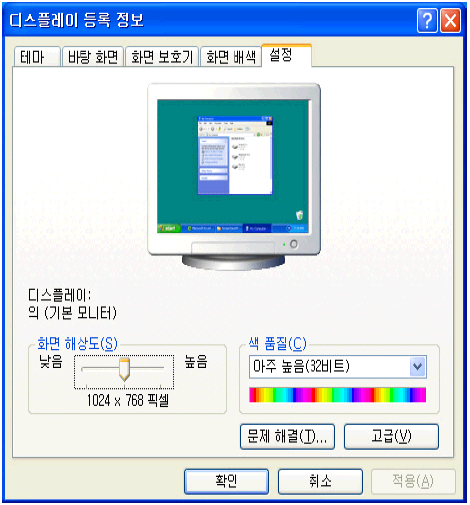 디스플레이 등록 정보
테마 바탕 화면 화면 보호기 화면 배색 설정
start
디스플레이:
의 (기본 모니터)
화면 해상도(S) 색 품질(C)
낮음 높음 아주 높음(32비트)
1024 x 768 픽셀
문제 해결(T)... 고급(V)
확인 취소 적용(A)